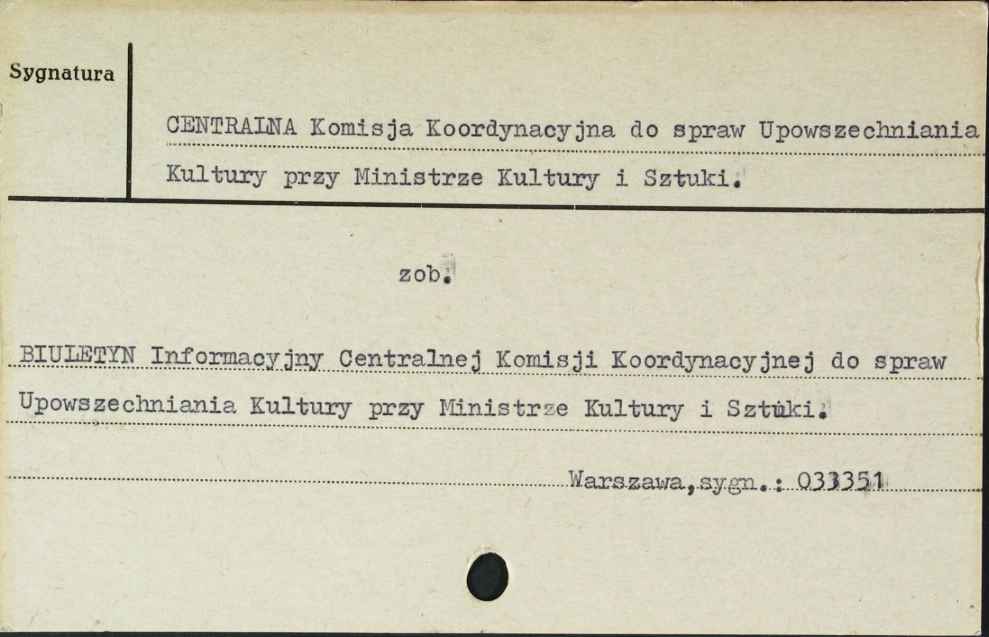 Sygnatura
CENTRALNA Komisja Koordynacyjna do spraw Upowszechniania
Kultury przy Ministrze Kultury i Sztuki.
zob.
BIULETYN Informacyjny Centralnej Komisji Koordynacyjnej do spraw
Upowszechniania Kultury przy Ministrze Kultury i Sztuki.
Warszawa,sygn.: 033351